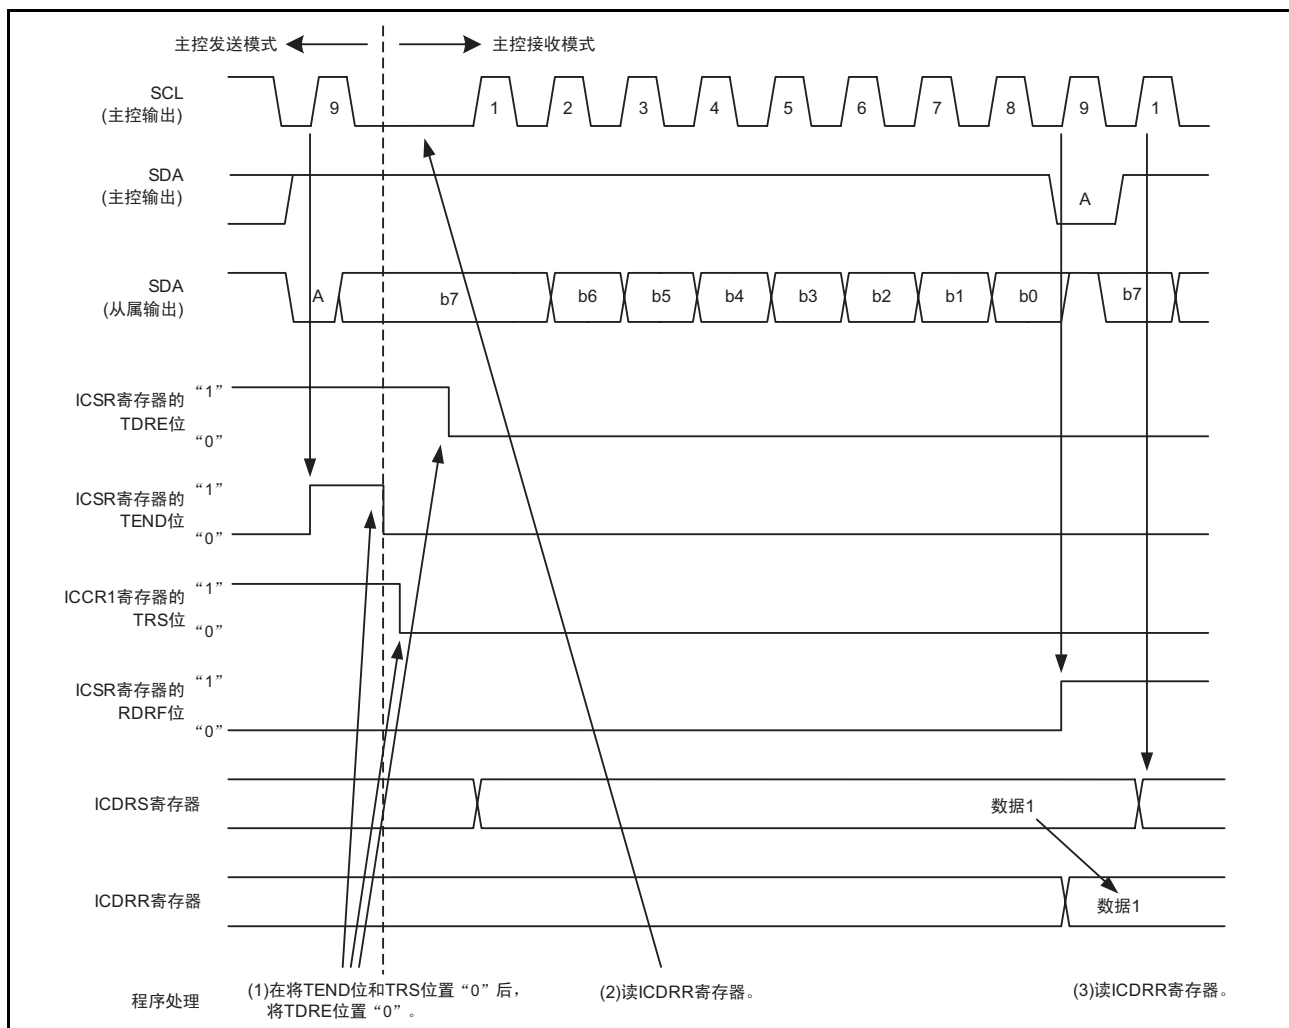 主控发送模式 主控接收模式
SCL
(主控输出)
9 1 2 3 4 5 6 7 8 9 1
SDA
(主控输出)
A
SDA
(从属输出)
A b7 b6 b5 b4 b3 b2 b1 b0 b7
ICSR寄存器的
TDRE位
“1”
“0”
ICSR寄存器的
TEND位
“1”
“0”
ICCR1寄存器的
TRS位
“1”
“0”
ICSR寄存器的
RDRF位
“1”
“0”
ICDRS寄存器
数据1
ICDRR寄存器
数据1
程序处理
(1)在将TEND位和TRS位置“0”后，
将TDRE位置“0”。
(2)读ICDRR寄存器。
(3)读ICDRR寄存器。